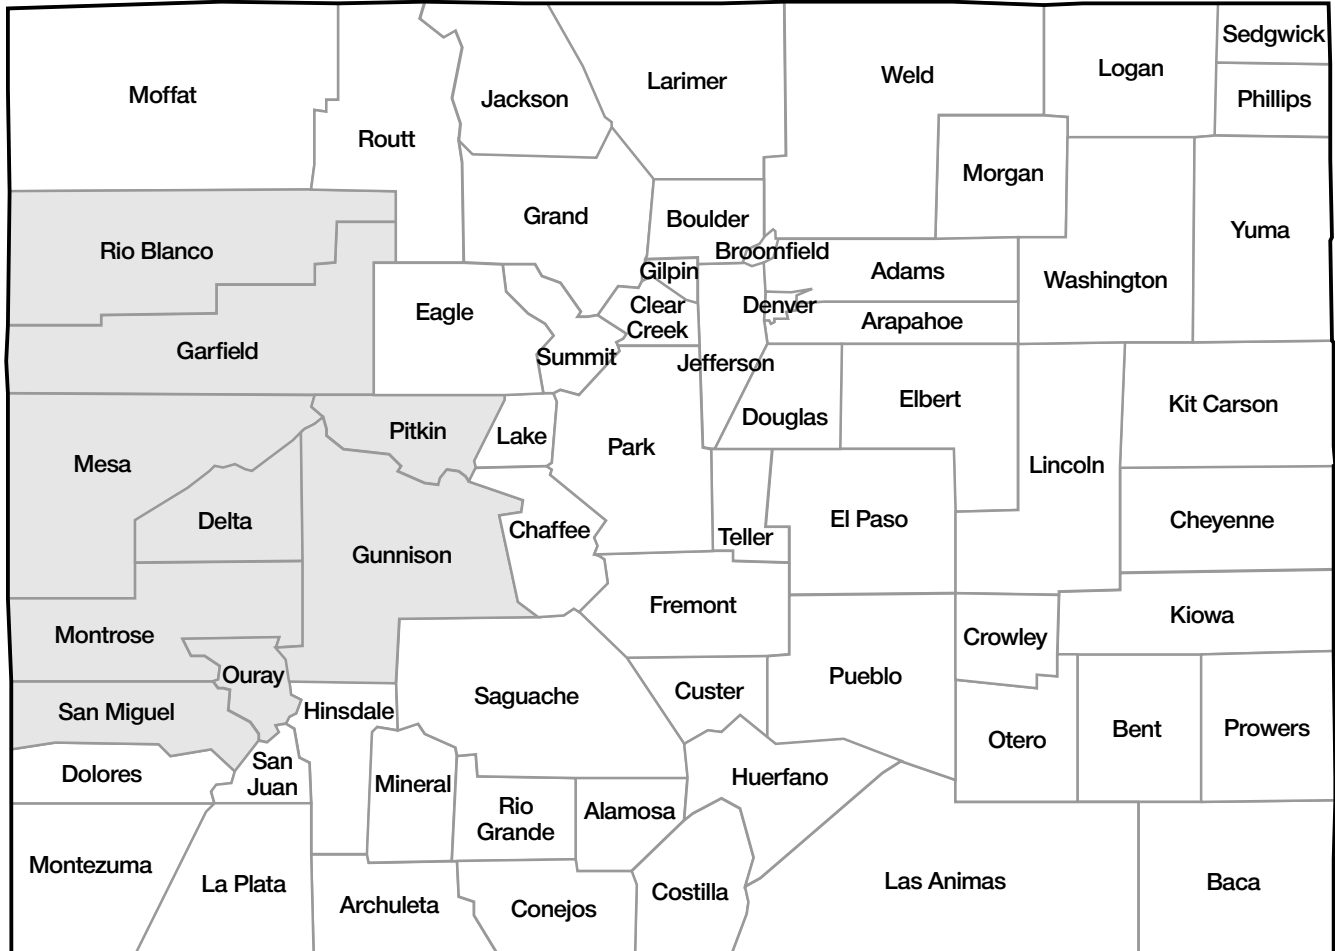 Sedgwick
Moffat
Jackson
Larimer
Weld
Logan
Phillips
Routt
Morgan
Grand
Boulder
Yuma
Rio Blanco
Broomfield
Gilpin
Adams
Washington
Eagle
Clear
Creek
Denver
Arapahoe
Garfield
Summit
Jefferson
Pitkin
Lake
Park
Douglas
Elbert
Kit Carson
Mesa
Lincoln
Delta
Gunnison
Chaffee
Teller
El Paso
Cheyenne
Montrose
Fremont
Crowley
Kiowa
Ouray
San Miguel
Hinsdale
Saguache
Custer
Pueblo
Otero
Bent
Prowers
Dolores
San
Juan
Mineral
Rio
Grande
Alamosa
Huerfano
Montezuma
La Plata
Archuleta
Conejos
Costilla
Las Animas
Baca